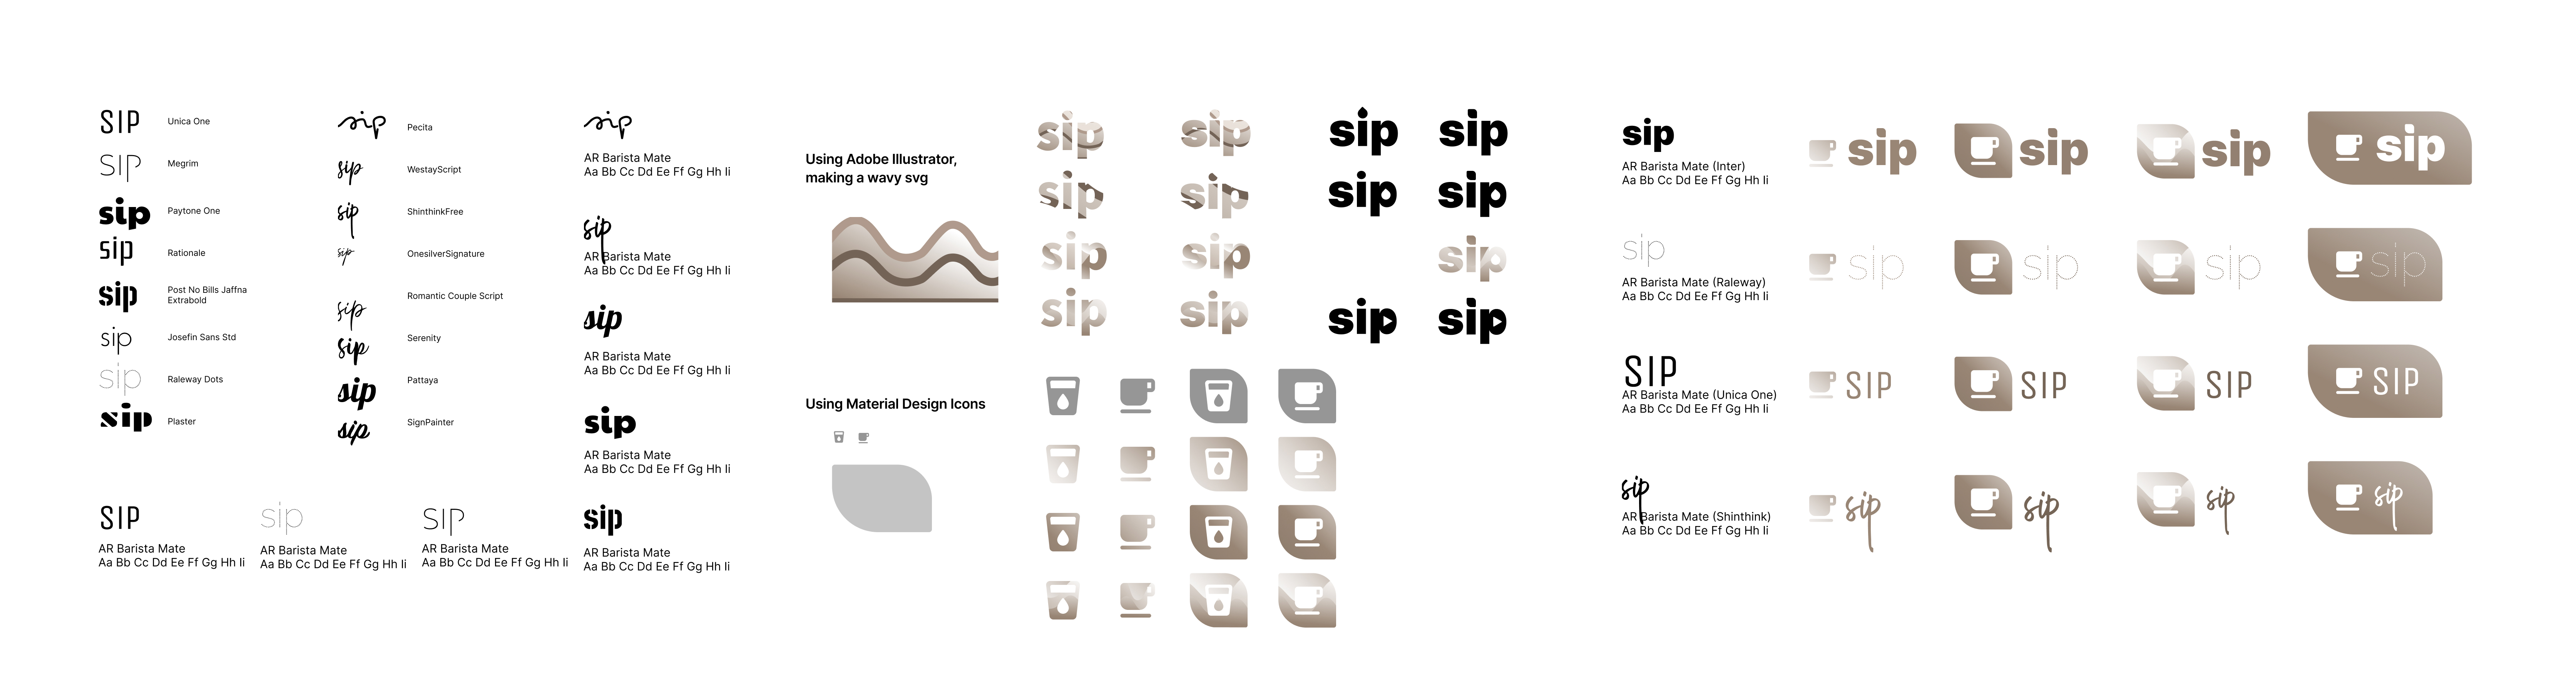 SIP
Unica One
SIP
Megrim
sip
Paytone One
sip
Rationale
sip
Post No Bills Jaffna
Extrabold
sip
Josefin Sans Std
sip
Raleway Dots
sip
Plaster
sip
Pecita
sip
WestayScript
sip
ShinthinkFree
sip
OnesilverSignature
sip
Romantic Couple Script
sip
Serenity
sip
Pattaya
sip
SignPainter
SIP
AR Barista Mate
Aa Bb Cc Dd Ee Ff Gg Hh Ii
sip
AR Barista Mate
Aa Bb Cc Dd Ee Ff Gg Hh Ii
SIP
AR Barista Mate
Aa Bb Cc Dd Ee Ff Gg Hh Ii
sip
AR Barista Mate
Aa Bb Cc Dd Ee Ff Gg Hh Ii
sip
AR Barista Mate
Aa Bb Cc Dd Ee Ff Gg Hh Ii
sip
AR Barista Mate
Aa Bb Cc Dd Ee Ff Gg Hh Ii
sip
AR Barista Mate
Aa Bb Cc Dd Ee Ff Gg Hh Ii
sip
AR Barista Mate
Aa Bb Cc Dd Ee Ff Gg Hh Ii
Using Adobe Illustrator,
making a wavy svg
Using Material Design Icons
sip sip sip sip
sip sip sip sip
sip sip sip
sip sip sip sip
sip
AR Barista Mate (Inter)
Aa Bb Cc Dd Ee Ff Gg Hh Ii
sip sip sip sip
sip
AR Barista Mate (Raleway)
Aa Bb Cc Dd Ee Ff Gg Hh Ii
sip sip sip sip
SIP
AR Barista Mate (Unica One)
Aa Bb Cc Dd Ee Ff Gg Hh Ii
SIP SIP SIP SIP
sip
AR Barista Mate (Shinthink)
Aa Bb Cc Dd Ee Ff Gg Hh Ii
sip sip sip sip